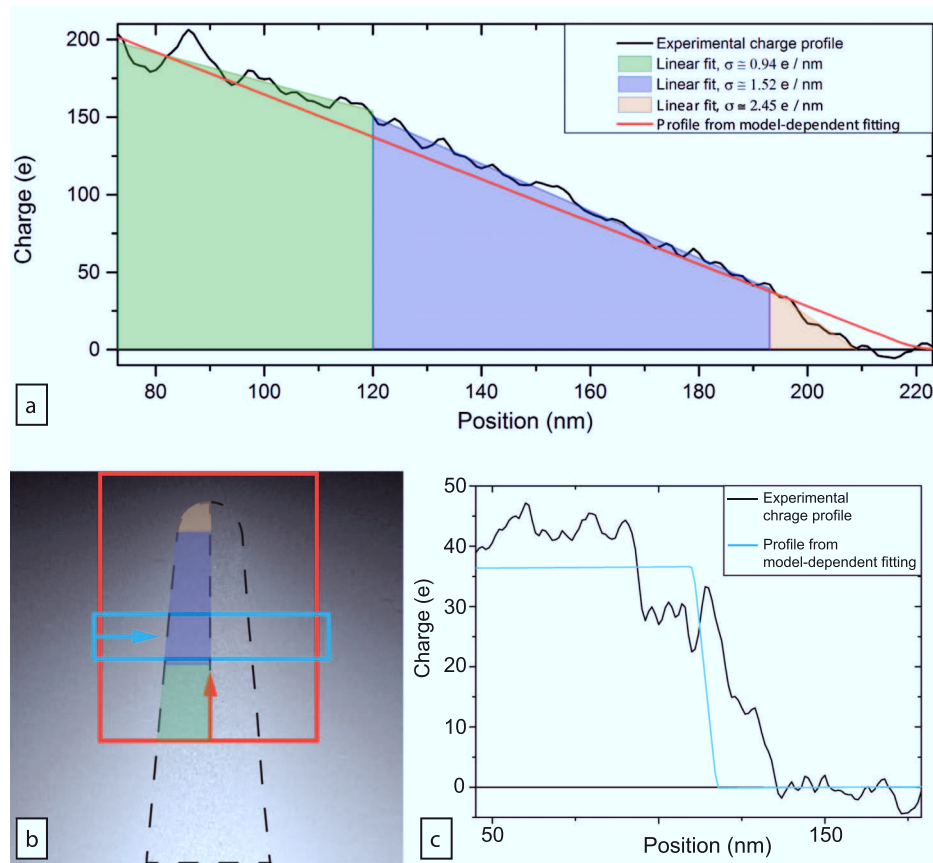 200
150
100
50
0
Charge (e)
Experimental charge profile
Linear fit, σ ≅ 0.94 e / nm
Linear fit, σ ≅ 1.52 e / nm
Linear fit, σ ≅ 2.45 e / nm
Profile from model-dependent fitting
80 100 120 140 160 180 200 220
Position (nm)
a
b
50
40
30
20
10
0
Charge (e)
Experimental
chrage profile
Profile from
model-dependent fitting
50 150
Position (nm)
c